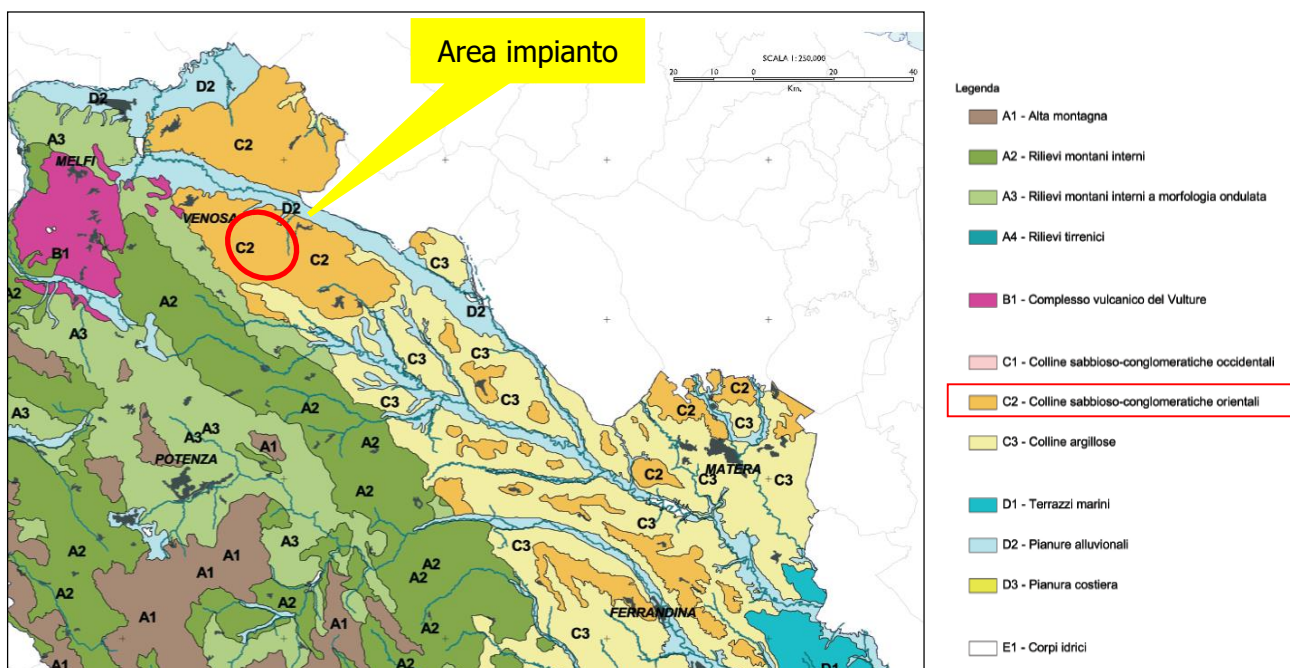 Area impianto
SCALA 1:250,000
20 10 0 20 40
Km.
D2
D2
A3
MELFI
C2
D2
VENOSA
C2
C2
B1
C3
A2
A2
D2
A3
C3
C3
C3
C3
A2
C2
C2
C3
A3
A3
A1
A2
POTENZA
C2
MATERA
C3
C3
A2
A1
A3
C3
A2
A2
A1
A2
A2
A1
A1
A2
FERRANDINA
C3
A1
D1
Legenda
A1 - Alta montagna
A2 - Rilievi montani interni
A3 - Rilievi montani interni a morfologia ondulata
A4 - Rilievi tirrenici
B1 - Complesso vulcanico del Vulture
C1 - Colline sabbioso-conglomeratiche occidentali
C2 - Colline sabbioso-conglomeratiche orientali
C3 - Colline argillose
D1 - Terrazzi marini
D2 - Pianure alluvionali
D3 - Pianura costiera
E1 - Corpi idrici